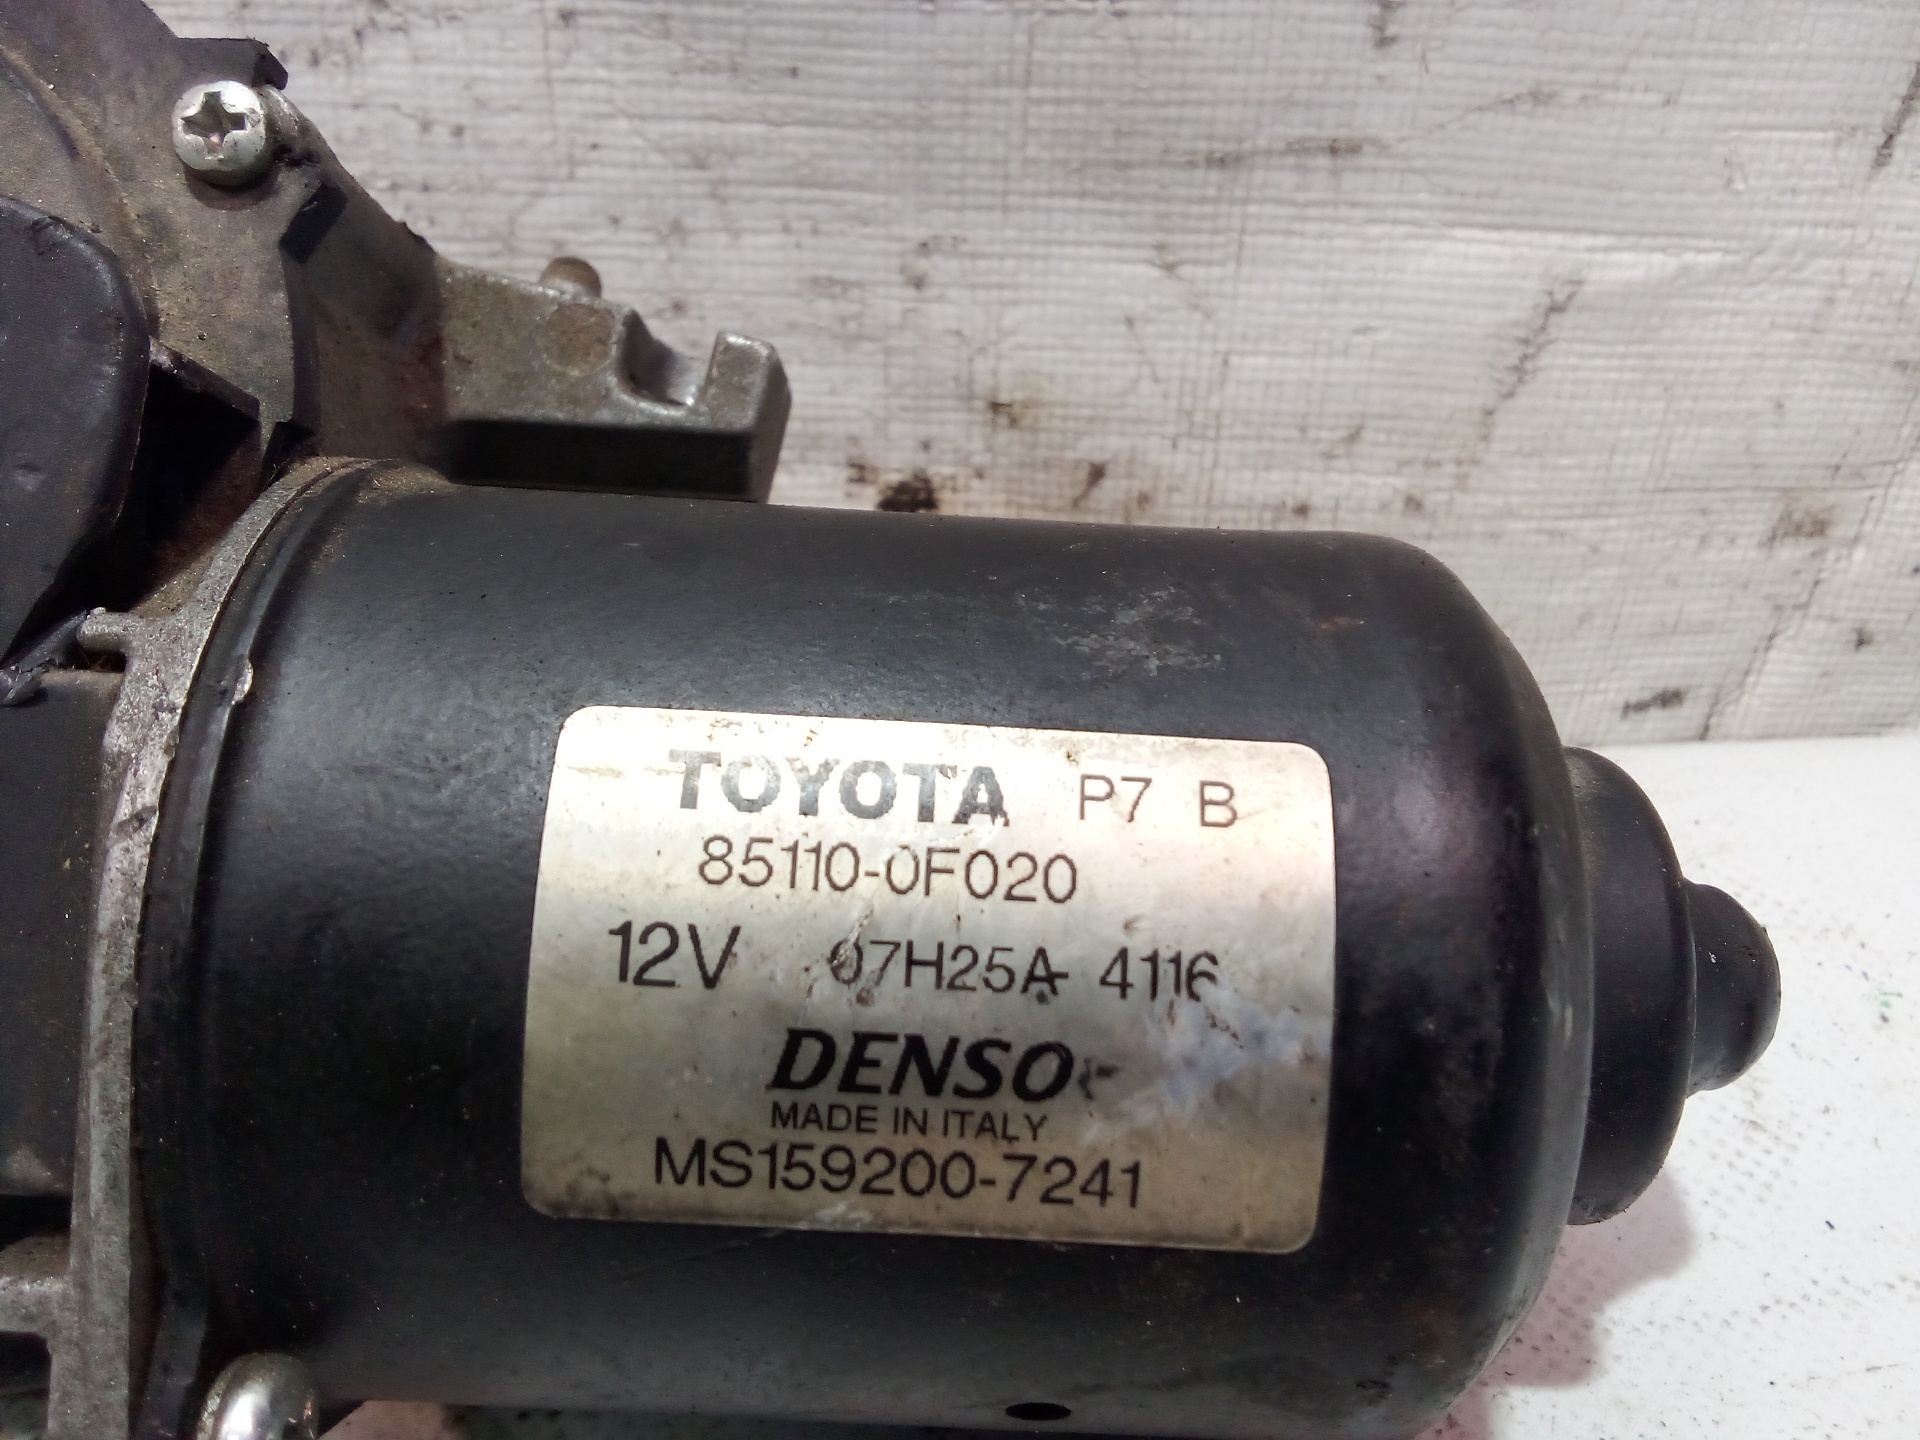 TOYOTA P7 B
85110-0F020
12V 07H25A 4116
DENSO
MADE IN ITALY
MS159200-7241